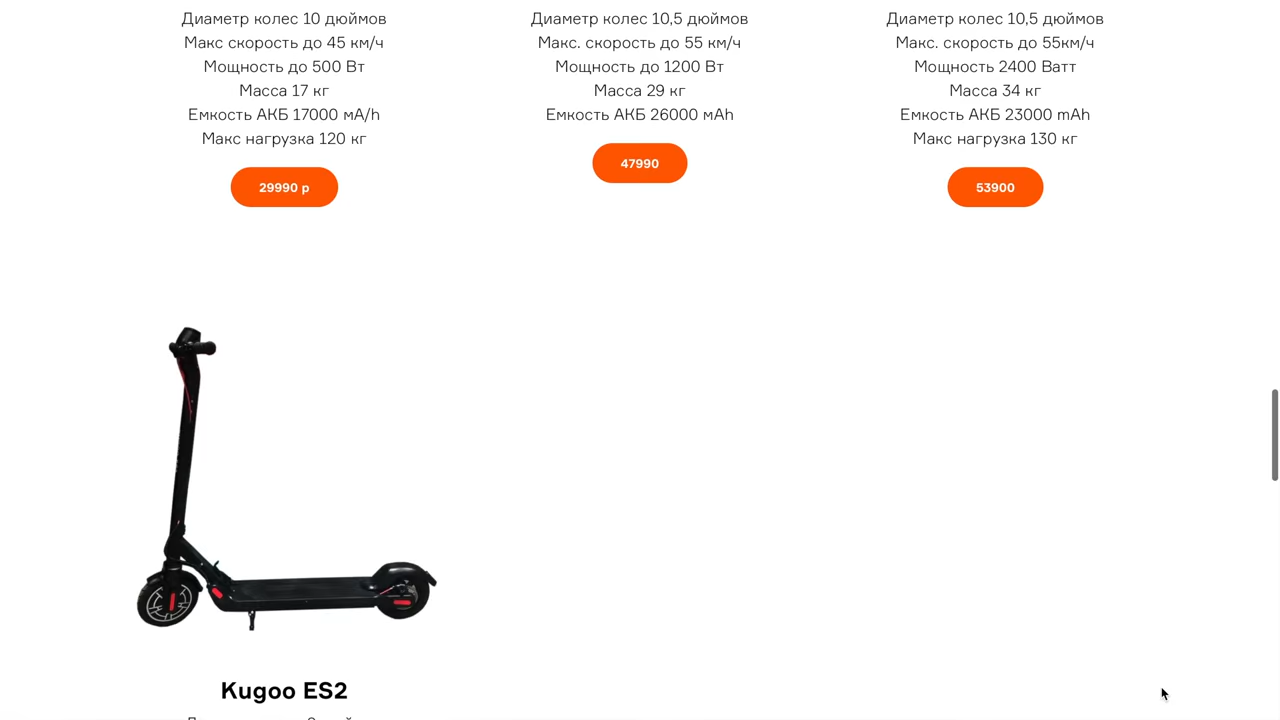 Диаметр колес 10 дюймов
Макс скорость до 45 км/ч
Мощность до 500 Вт
Масса 17 кг
Емкость АКБ 17000 мА/h
Макс нагрузка 120 кг
29990 р
Диаметр колес 10,5 дюймов
Макс. скорость до 55 км/ч
Мощность до 1200 Вт
Масса 29 кг
Емкость АКБ 26000 мАh
47990
Диаметр колес 10,5 дюймов
Макс. скорость до 55км/ч
Мощность 2400 Ватт
Масса 34 кг
Емкость АКБ 23000 mAh
Макс нагрузка 130 кг
53900
Kugoo ES2